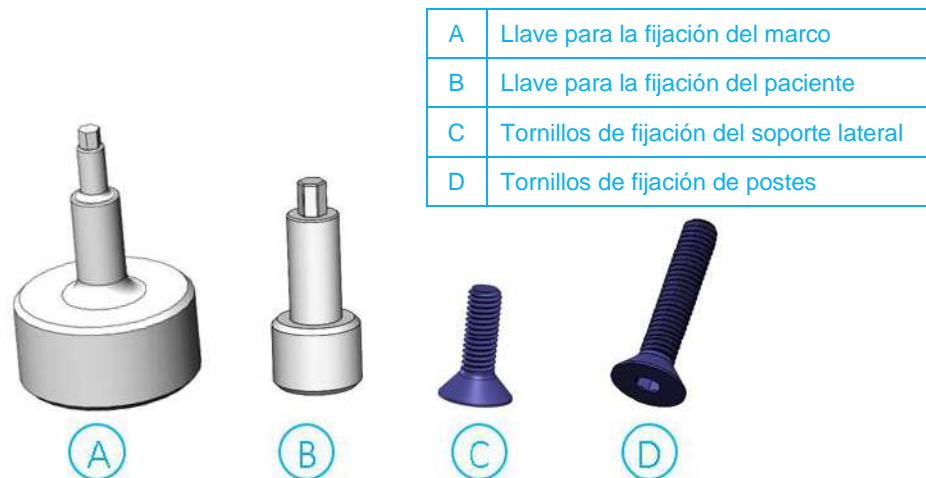 A Llave para la fijación del marco
B Llave para la fijación del paciente
C Tornillos de fijación del soporte lateral
D Tornillos de fijación de postes
A B C D